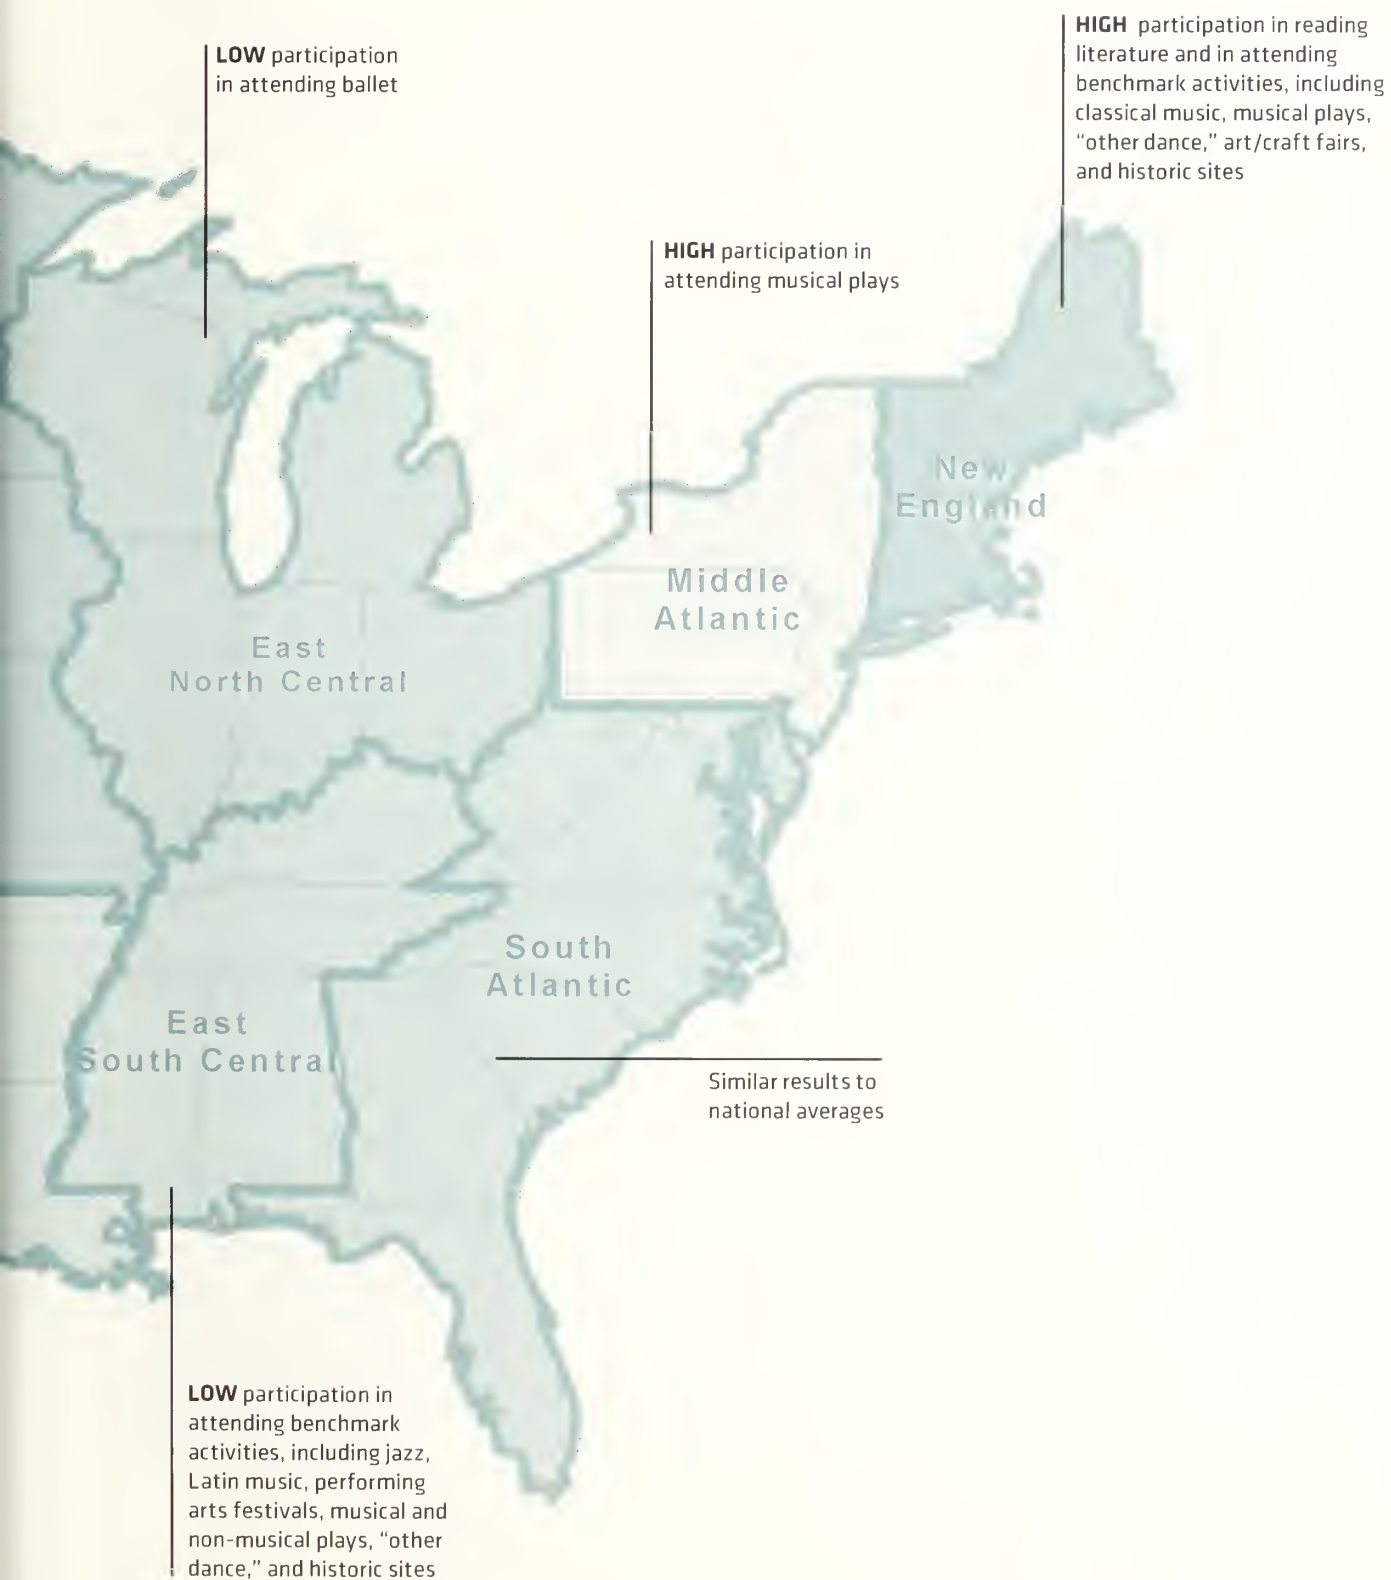 LOW participation
in attending ballet
HIGH participation in reading
literature and in attending
benchmark activities, including
classical music, musical plays,
“other dance,” art/craft fairs,
and historic sites
HIGH participation in
attending musical plays
New
England
Middle
Atlantic
East
North Central
South
Atlantic
East
South Central
Similar results to
national averages
LOW participation in
attending benchmark
activities, including jazz,
Latin music, performing
arts festivals, musical and
non-musical plays, “other
dance,” and historic sites